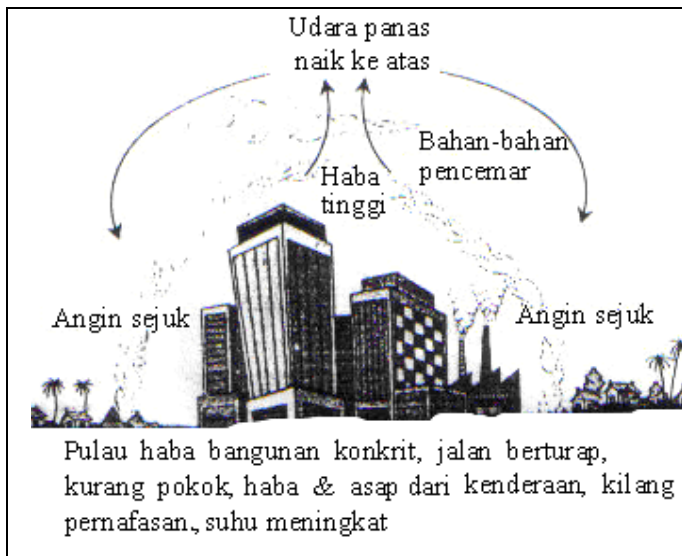 Udara panas
naik ke atas
Bahan-bahan
pencemar
Haba
tinggi
Angin sejuk
Angin sejuk
Pulau haba bangunan konkrit, jalan berturap,
kurang pokok, haba & asap dari kenderaan, kilang
pernafasan., suhu meningkat